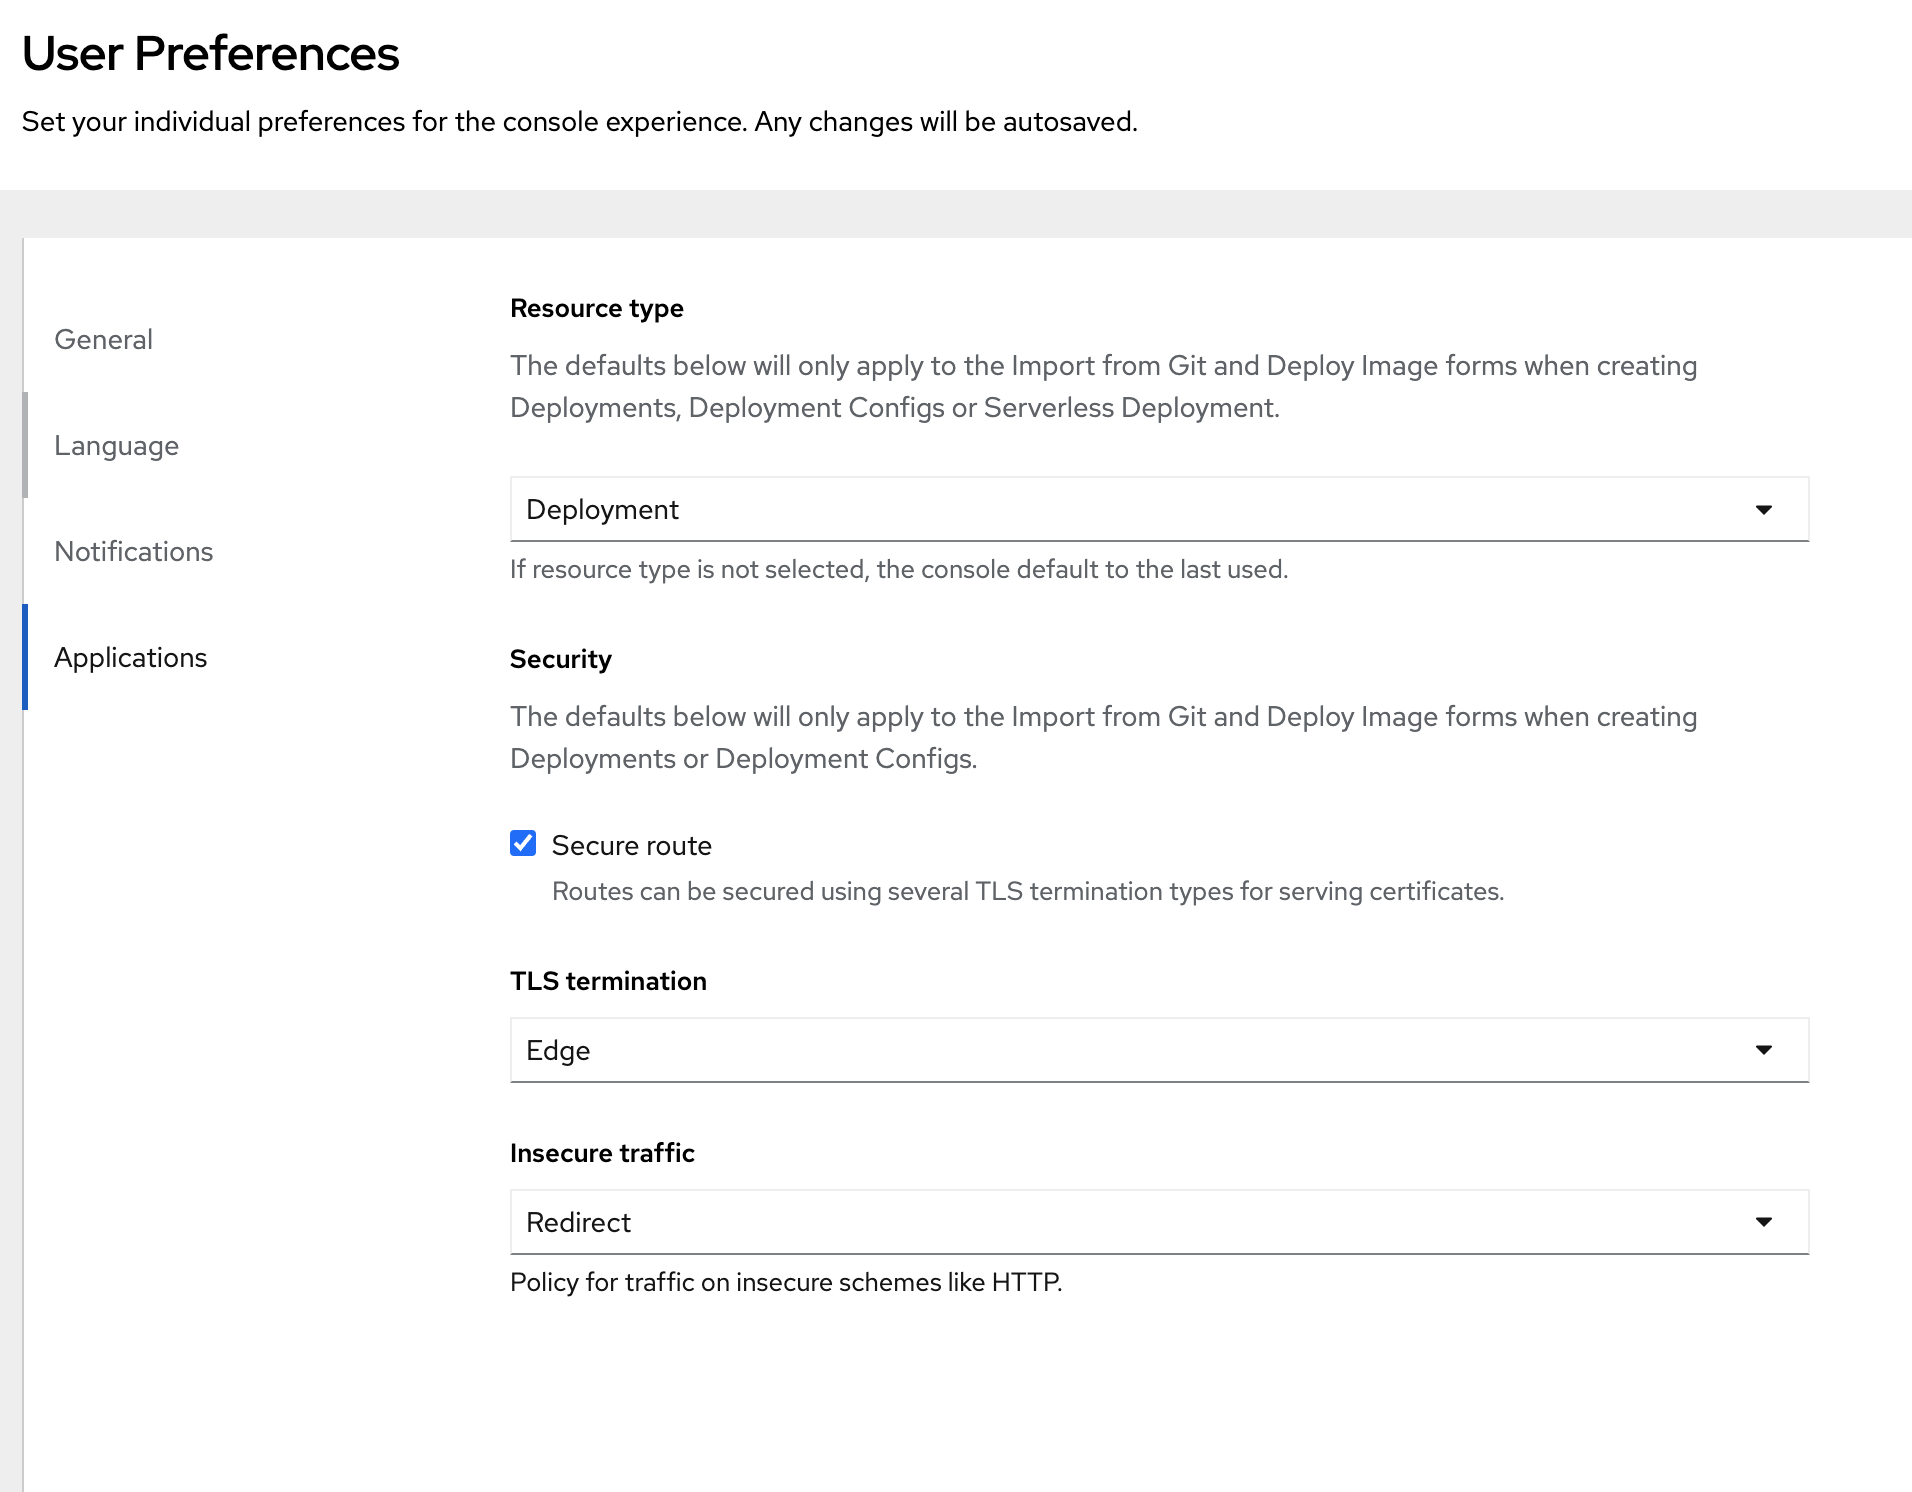 User Preferences
Set your individual preferences for the console experience. Any changes will be autosaved.
General
Language
Notifications
Applications
Resource type
The defaults below will only apply to the Import from Git and Deploy Image forms when creating
Deployments, Deployment Configs or Serverless Deployment.
Deployment
If resource type is not selected, the console default to the last used.
Security
The defaults below will only apply to the Import from Git and Deploy Image forms when creating
Deployments or Deployment Configs.
Secure route
Routes can be secured using several TLS termination types for serving certificates.
TLS termination
Edge
Insecure traffic
Redirect
Policy for traffic on insecure schemes like HTTP.